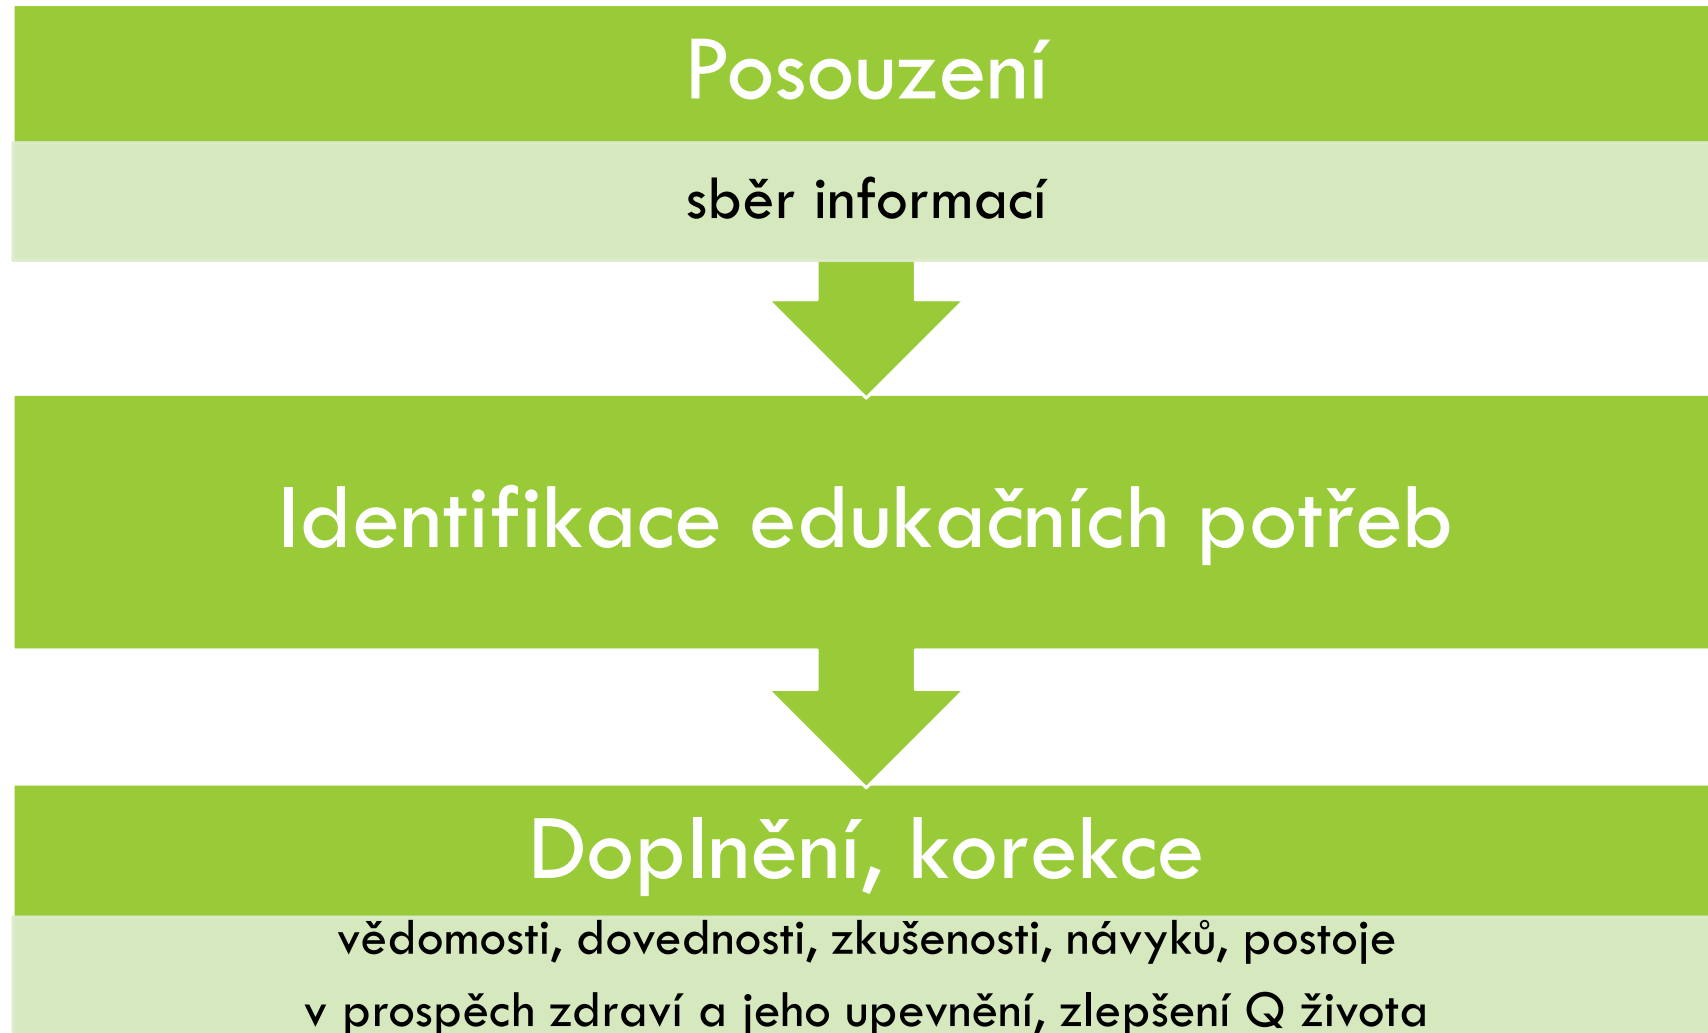 Posouzení
sběr informací
Identifikace edukačních potřeb
Doplnění, korekce
vědomosti, dovednosti, zkušenosti, návyků, postoje
v prospěch zdraví a jeho upevnění, zlepšení Q života